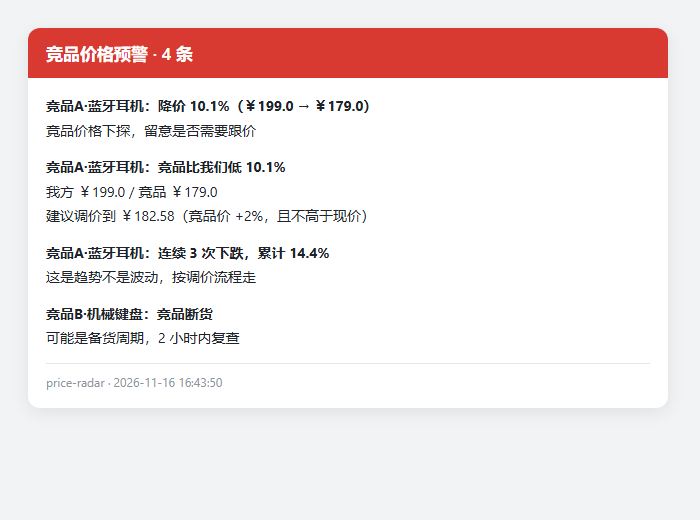 竞品价格预警 · 4 条
竞品A·蓝牙耳机：降价 10.1%（￥199.0 → ￥179.0）
竞品价格下探，留意是否需要跟价
竞品A·蓝牙耳机：竞品比我们低 10.1%
我方 ￥199.0 / 竞品 ￥179.0
建议调价到 ￥182.58（竞品价 +2%，且不高于现价）
竞品A·蓝牙耳机：连续 3 次下跌，累计 14.4%
这是趋势不是波动，按调价流程走
竞品B·机械键盘：竞品断货
可能是备货周期，2 小时内复查
price-radar · 2026-11-16 16:43:50